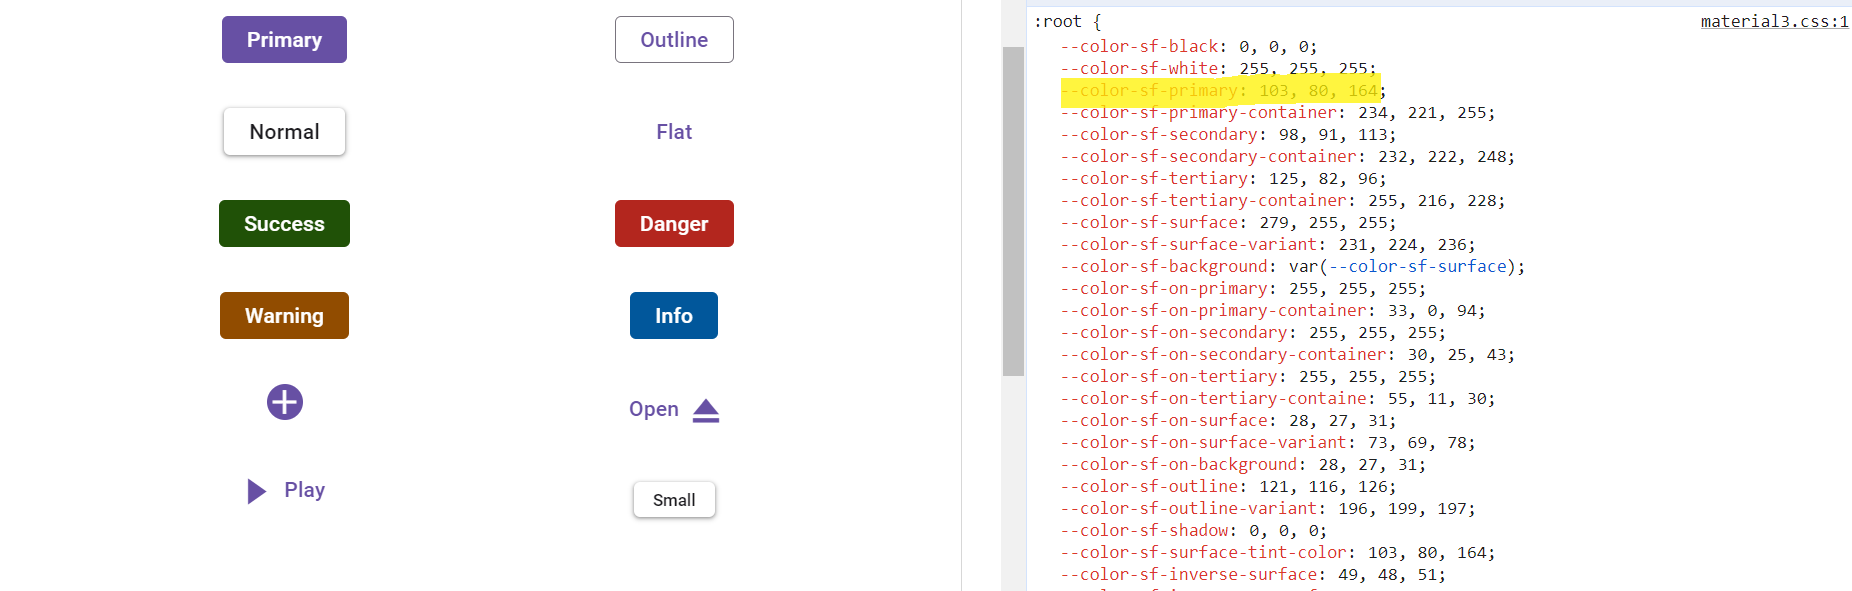 Primary
Outline
Normal
Flat
Success
Danger
Warning
Info
Open
Play
Small
:root {
material3.css:1
--color-sf-black: 0, 0, 0;
--color-sf-white: 255, 255, 255;
--color-sf-primary: 103, 80, 164;
--color-sf-primary-container: 234, 221, 255;
--color-sf-secondary: 98, 91, 113;
--color-sf-secondary-container: 232, 222, 248;
--color-sf-tertiary: 125, 82, 96;
--color-sf-tertiary-container: 255, 216, 228;
--color-sf-surface: 279, 255, 255;
--color-sf-surface-variant: 231, 224, 236;
--color-sf-background: var(--color-sf-surface);
--color-sf-on-primary: 255, 255, 255;
--color-sf-on-primary-container: 33, 0, 94;
--color-sf-on-secondary: 255, 255, 255;
--color-sf-on-secondary-container: 30, 25, 43;
--color-sf-on-tertiary: 255, 255, 255;
--color-sf-on-tertiary-containe: 55, 11, 30;
--color-sf-on-surface: 28, 27, 31;
--color-sf-on-surface-variant: 73, 69, 78;
--color-sf-on-background: 28, 27, 31;
--color-sf-outline: 121, 116, 126;
--color-sf-outline-variant: 196, 199, 197;
--color-sf-shadow: 0, 0, 0;
--color-sf-surface-tint-color: 103, 80, 164;
--color-sf-inverse-surface: 49, 48, 51;